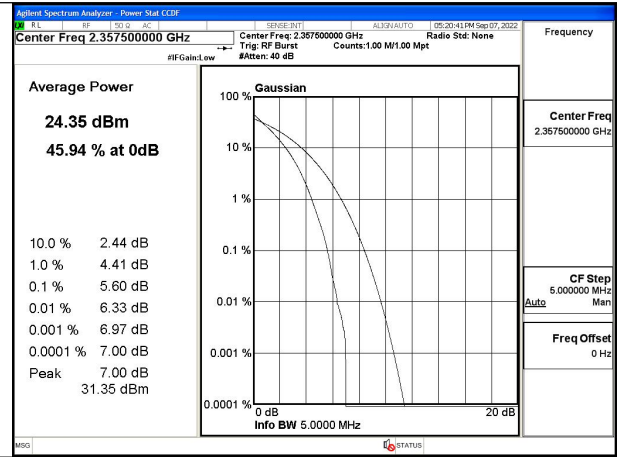 Agilent Spectrum Analyzer - Power Stat CCDF
RL RF 50 Ω AC SENSE:INT ALIGN AUTO 05:20:41 PM Sep 07, 2022
Center Freq 2.357500000 GHz
Center Freq: 2.357500000 GHz Radio Std: None
Trig: RF Burst Counts:1.00 M/1.00 Mpt
#IFGain:Low #Atten: 40 dB
Frequency
Average Power
24.35 dBm
45.94 % at 0dB
10.0 % 2.44 dB
1.0 % 4.41 dB
0.1 % 5.60 dB
0.01 % 6.33 dB
0.001 % 6.97 dB
0.0001 % 7.00 dB
Peak 7.00 dB
31.35 dBm
Gaussian
100 %
10 %
1 %
0.1 %
0.01 %
0.001 %
0.0001 %
0 dB 20 dB
Info BW 5.0000 MHz
Center Freq
2.357500000 GHz
CF Step
5.000000 MHz
Auto Man
Freq Offset
0 Hz
MSG STATUS